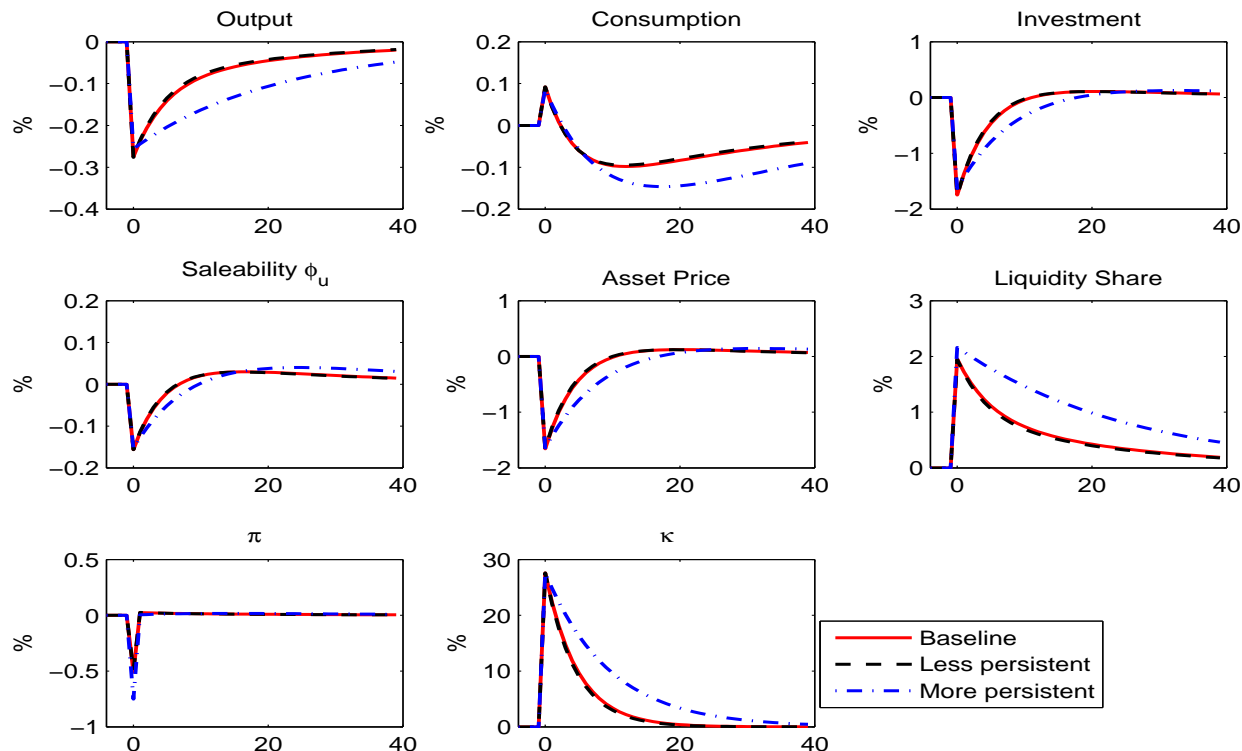 Output
Consumption
Investment
0
−0.1
−0.2
−0.3
−0.4
%
0 20 40
0.2
0.1
0
−0.1
0.2
%
0 20 40
1
0
−1
−2
%
0 20 40
Saleability ϕu
Asset Price
Liquidity Share
0.2
0.1
0
−0.1
0.2
%
0 20 40
1
0
−1
−2
%
0 20 40
3
2
1
0
%
0 20 40
π
κ
0.5
0
−0.5
−1
%
0 20 40
30
20
10
0
%
0 20 40
Baseline
Less persistent
More persistent